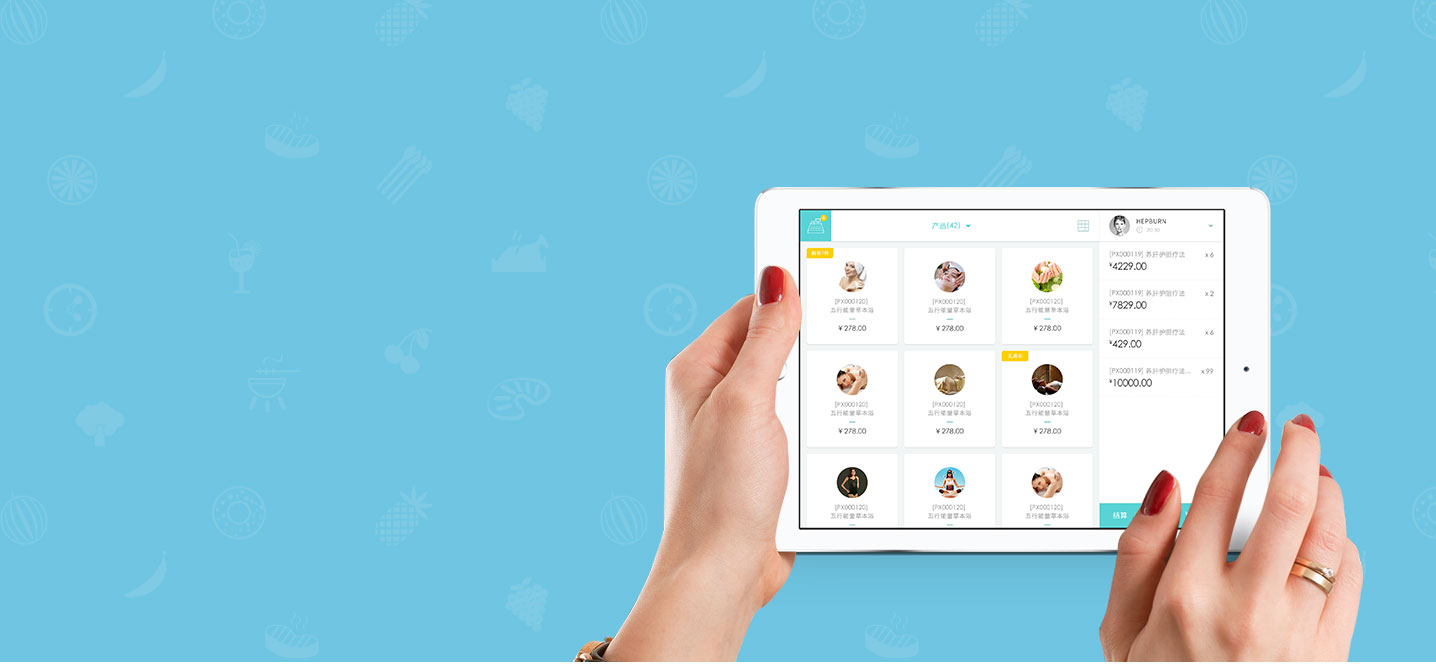 产品(42)
HEPBURN
[PX000120]
五行能量草本浴
¥ 278.00
[PX000120]
五行能量草本浴
¥ 278.00
[PX000120]
五行能量草本浴
¥ 278.00
[PX000120]
五行能量草本浴
¥ 278.00
[PX000120]
五行能量草本浴
¥ 278.00
[PX000120]
五行能量草本浴
¥ 278.00
[PX000120]
五行能量草本浴
[PX000120]
五行能量草本浴
[PX000120]
五行能量草本浴
[PX000119] 养肝护胆疗法 x 6
¥4229.00
[PX000119] 养肝护胆疗法 x 2
¥7829.00
[PX000119] 养肝护胆疗法 x 6
¥429.00
[PX000119] 养肝护胆疗法... x 99
¥10000.00
结算